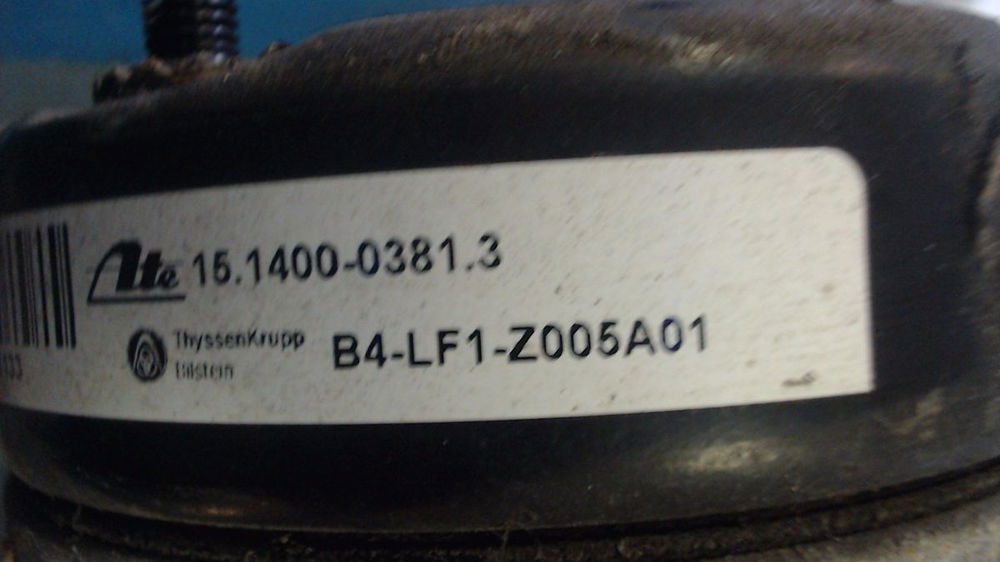 Ate 15.1400-0381.3
ThyssenKrupp
Bilstein
B4-LF1-Z005A01